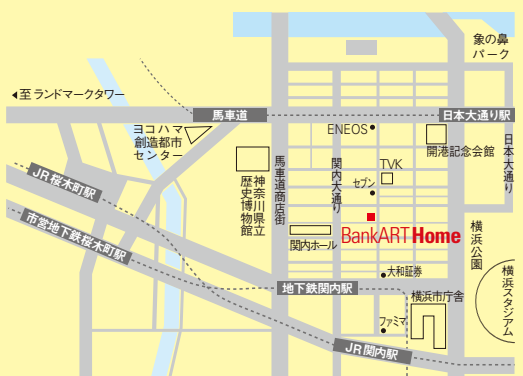 象の鼻
パーク
◀至 ランドマークタワー
馬車道
日本大通り駅
ヨコハマ
創造都市
センター
ENEOS
開港記念会館
日本大通り
JR桜木町駅
神奈川県立
歴史博物館
馬車道商店街
関内大通り
TVK
セブン
市営地下鉄桜木町駅
関内ホール
BankART Home
横浜公園
大和証券
横浜スタジアム
地下鉄関内駅
横浜市庁舎
ファミマ
JR関内駅